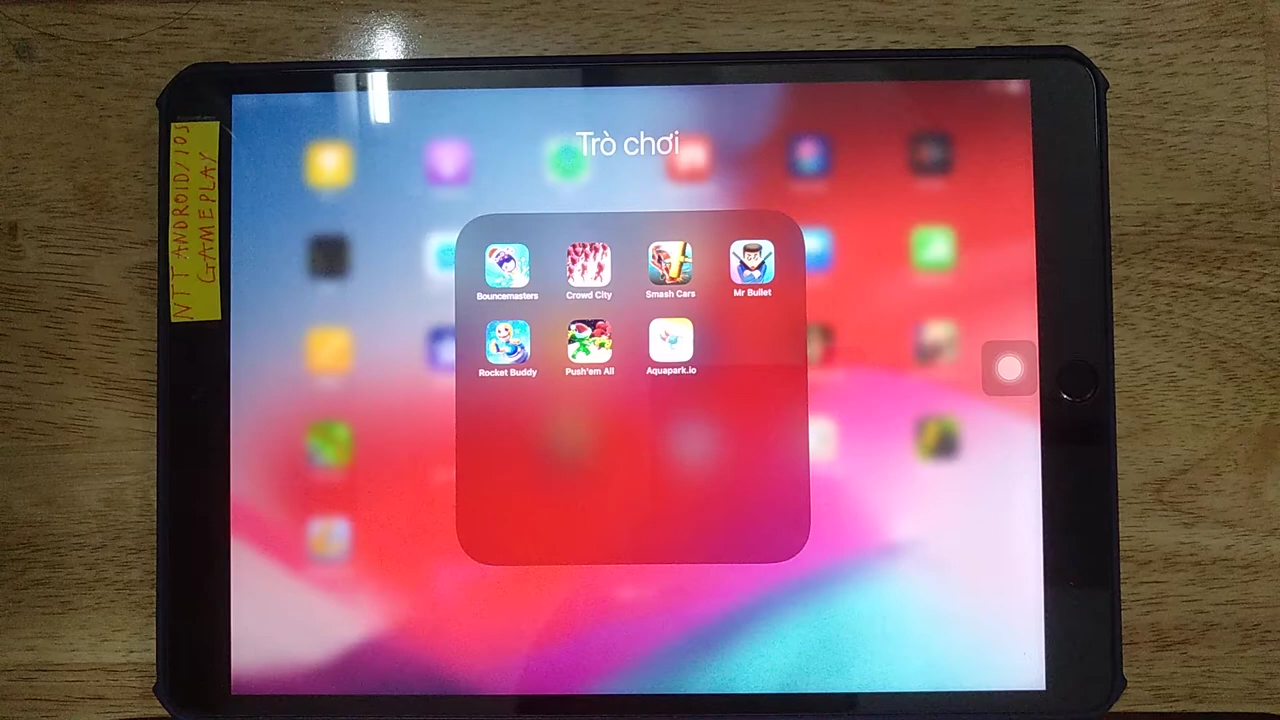 NTT ANDROID/IOS
GAMEPLAY
Trò chơi
Bouncemasters
Crowd City
Smash Cars
Mr Bullet
Rocket Buddy
Push'em All
Aquapark.io